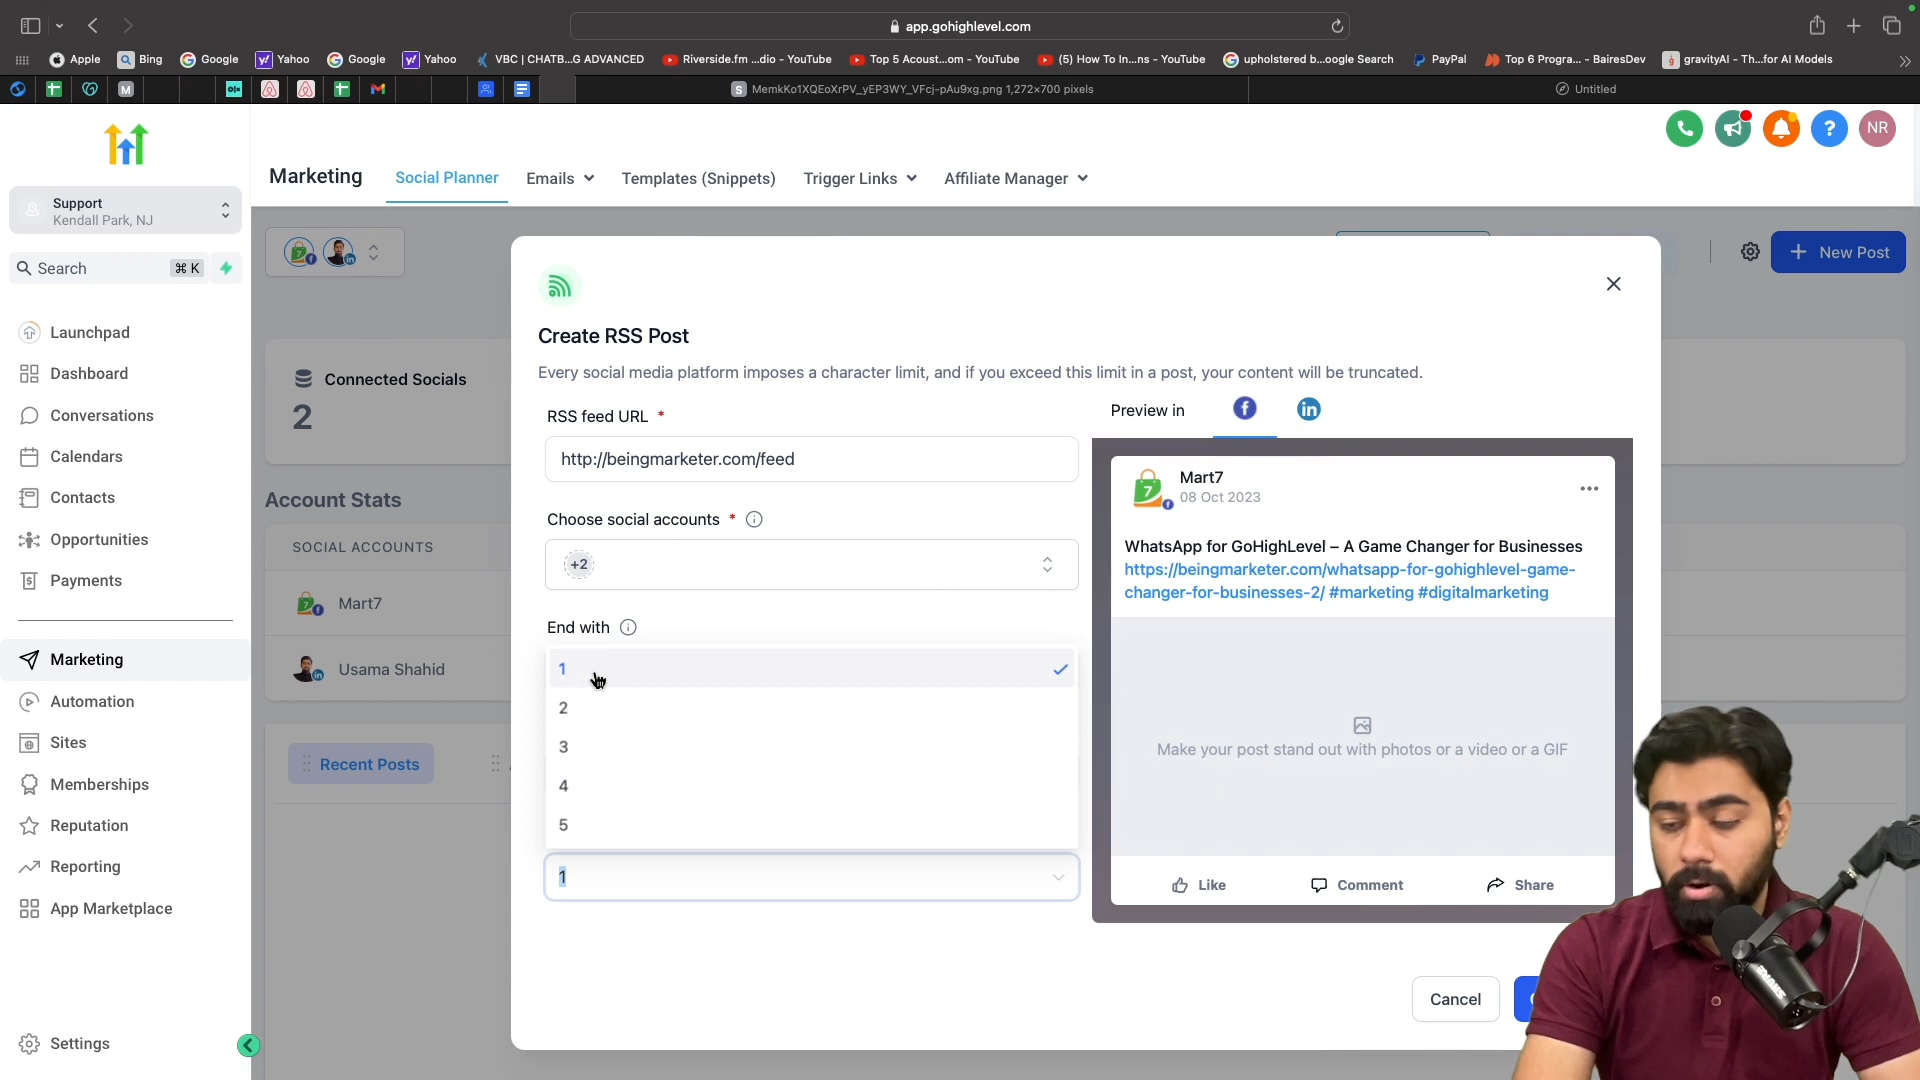 app.gohighlevel.com
Apple
Bing
Google
Yahoo
Google
Yahoo
VBC | CHATB...G ADVANCED
Riverside.fm ...dio - YouTube
Top 5 Acoust...om - YouTube
(5) How To In...ns - YouTube
upholstered b...oogle Search
PayPal
Top 6 Progra... - BairesDev
gravityAI - Th...for AI Models
MemkKo1XQEoXrPV_yEP3WY_VFcj-pAu9xg.png 1,272×700 pixels
Untitled
NR
Marketing
Social Planner
Emails
Templates (Snippets)
Trigger Links
Affiliate Manager
Support
Kendall Park, NJ
Search
⌘ K
Launchpad
Dashboard
Conversations
Calendars
Contacts
Opportunities
Payments
Marketing
Automation
Sites
Memberships
Reputation
Reporting
App Marketplace
Settings
+ New Post
Connected Socials
2
Account Stats
SOCIAL ACCOUNTS
Mart7
Usama Shahid
Recent Posts
Create RSS Post
Every social media platform imposes a character limit, and if you exceed this limit in a post, your content will be truncated.
RSS feed URL *
http://beingmarketer.com/feed
Choose social accounts *
+2
End with
1
2
3
4
5
1
Preview in
Mart7
08 Oct 2023
WhatsApp for GoHighLevel – A Game Changer for Businesses
https://beingmarketer.com/whatsapp-for-gohighlevel-game-
changer-for-businesses-2/ #marketing #digitalmarketing
Make your post stand out with photos or a video or a GIF
Like
Comment
Share
Cancel